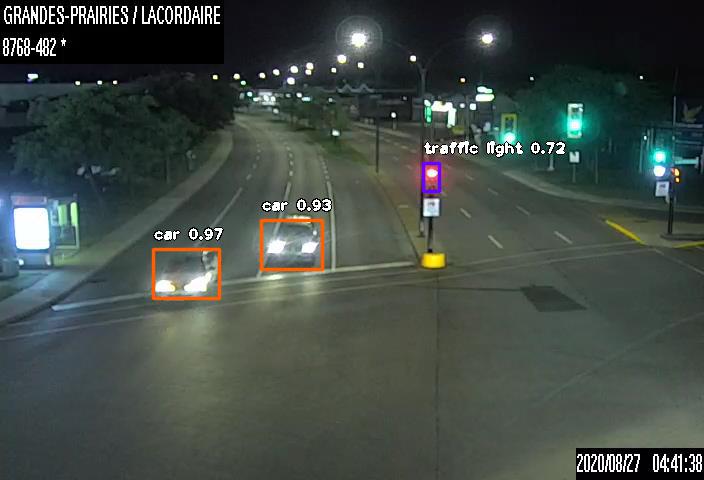 GRANDES-PRAIRIES / LACORDAIRE
8768-482 *
traffic light 0.72
car 0.93
car 0.97
2020/08/27 04:41:38